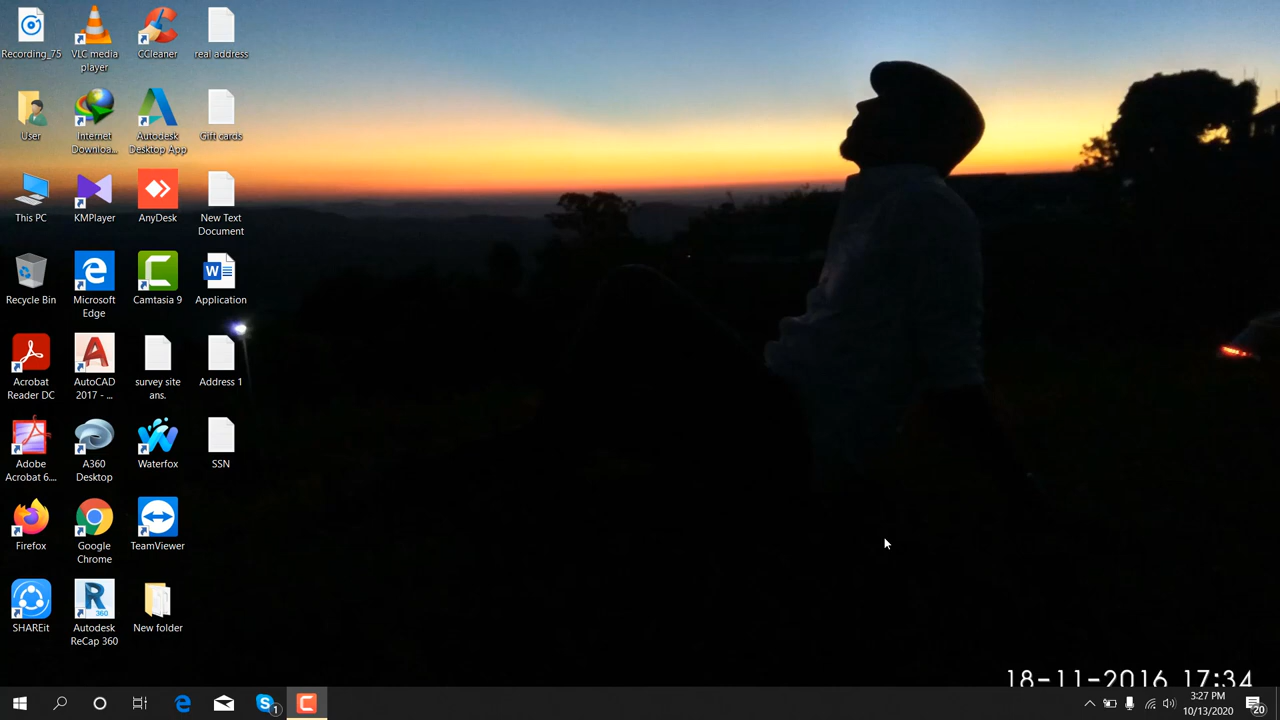 Recording_75
VLC media
player
CCleaner
real address
User
Internet
Downloa...
Autodesk
Desktop App
Gift cards
This PC
KMPlayer
AnyDesk
New Text
Document
Recycle Bin
Microsoft
Edge
Camtasia 9
Application
Acrobat
Reader DC
AutoCAD
2017 - ...
survey site
ans.
Address 1
Adobe
Acrobat 6....
A360
Desktop
Waterfox
SSN
Firefox
Google
Chrome
TeamViewer
SHAREit
Autodesk
ReCap 360
New folder
18-11-2016 17:34
3:27 PM
10/13/2020
1
20